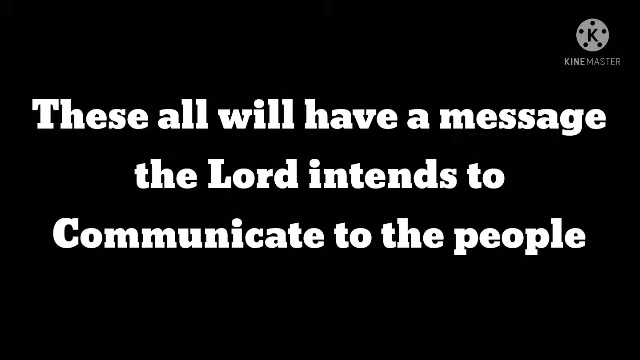 K
KINEMASTER
These all will have a message
the Lord intends to
Communicate to the people